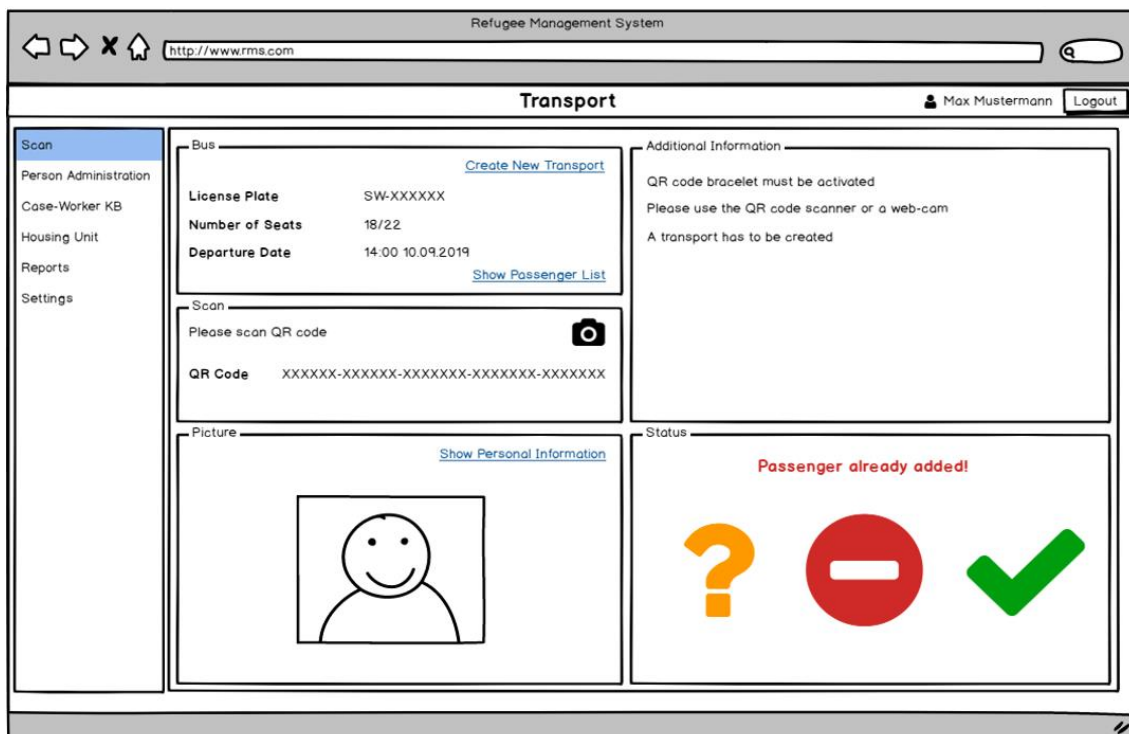 Refugee Management System
http://www.rms.com
Transport
Max Mustermann
Logout
Scan
Person Administration
Case-Worker KB
Housing Unit
Reports
Settings
Bus
Create New Transport
License Plate SW-XXXXXX
Number of Seats 18/22
Departure Date 14:00 10.09.2019
Show Passenger List
Scan
Please scan QR code
QR Code XXXXXX-XXXXXX-XXXXXXX-XXXXXXX-XXXXXXX
Picture
Show Personal Information
Additional Information
QR code bracelet must be activated
Please use the QR code scanner or a web-cam
A transport has to be created
Status
Passenger already added!